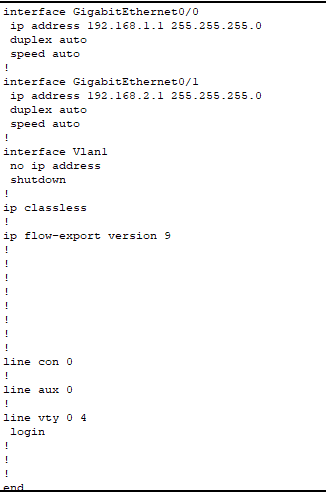 interface GigabitEthernet0/0
 ip address 192.168.1.1 255.255.255.0
 duplex auto
 speed auto
!
interface GigabitEthernet0/1
 ip address 192.168.2.1 255.255.255.0
 duplex auto
 speed auto
!
interface Vlan1
 no ip address
 shutdown
!
ip classless
!
ip flow-export version 9
!
!
!
!
!
!
!
!
line con 0
!
line aux 0
!
line vty 0 4
 login
!
!
!
end